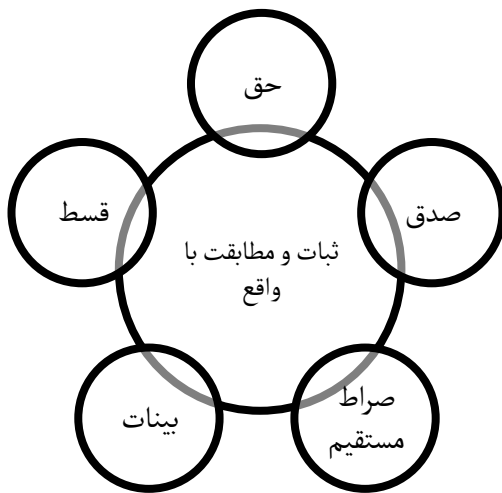 حق
صدق
قسط
ثبات و مطابقت با
واقع
صراط
مستقیم
بینات